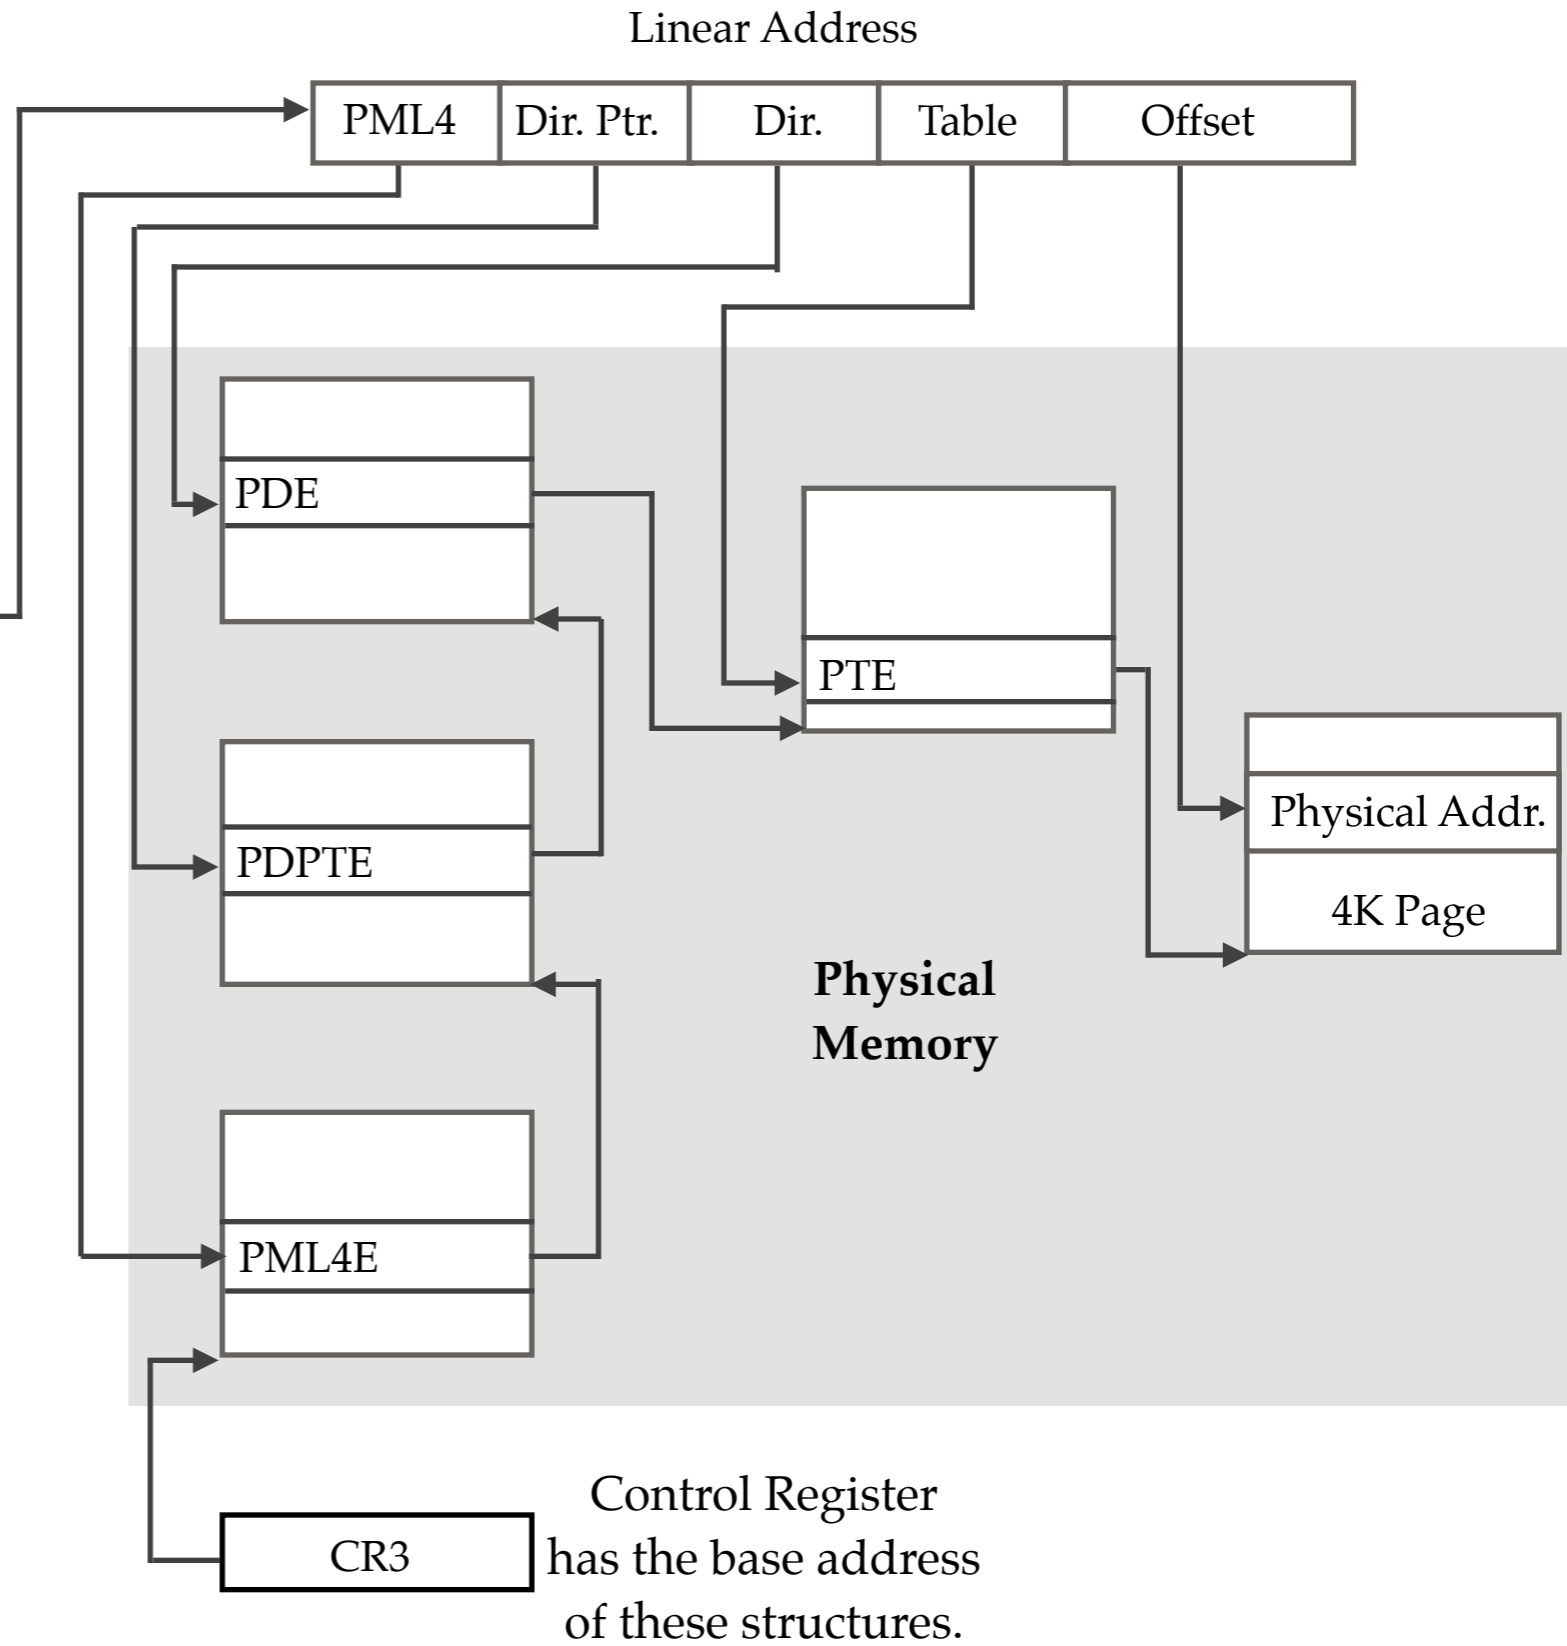 Linear Address
PML4 Dir. Ptr. Dir. Table Offset
PDE
PTE
Physical Addr.
PDPTE
4K Page
Physical
Memory
PML4E
Control Register
CR3 has the base address
of these structures.